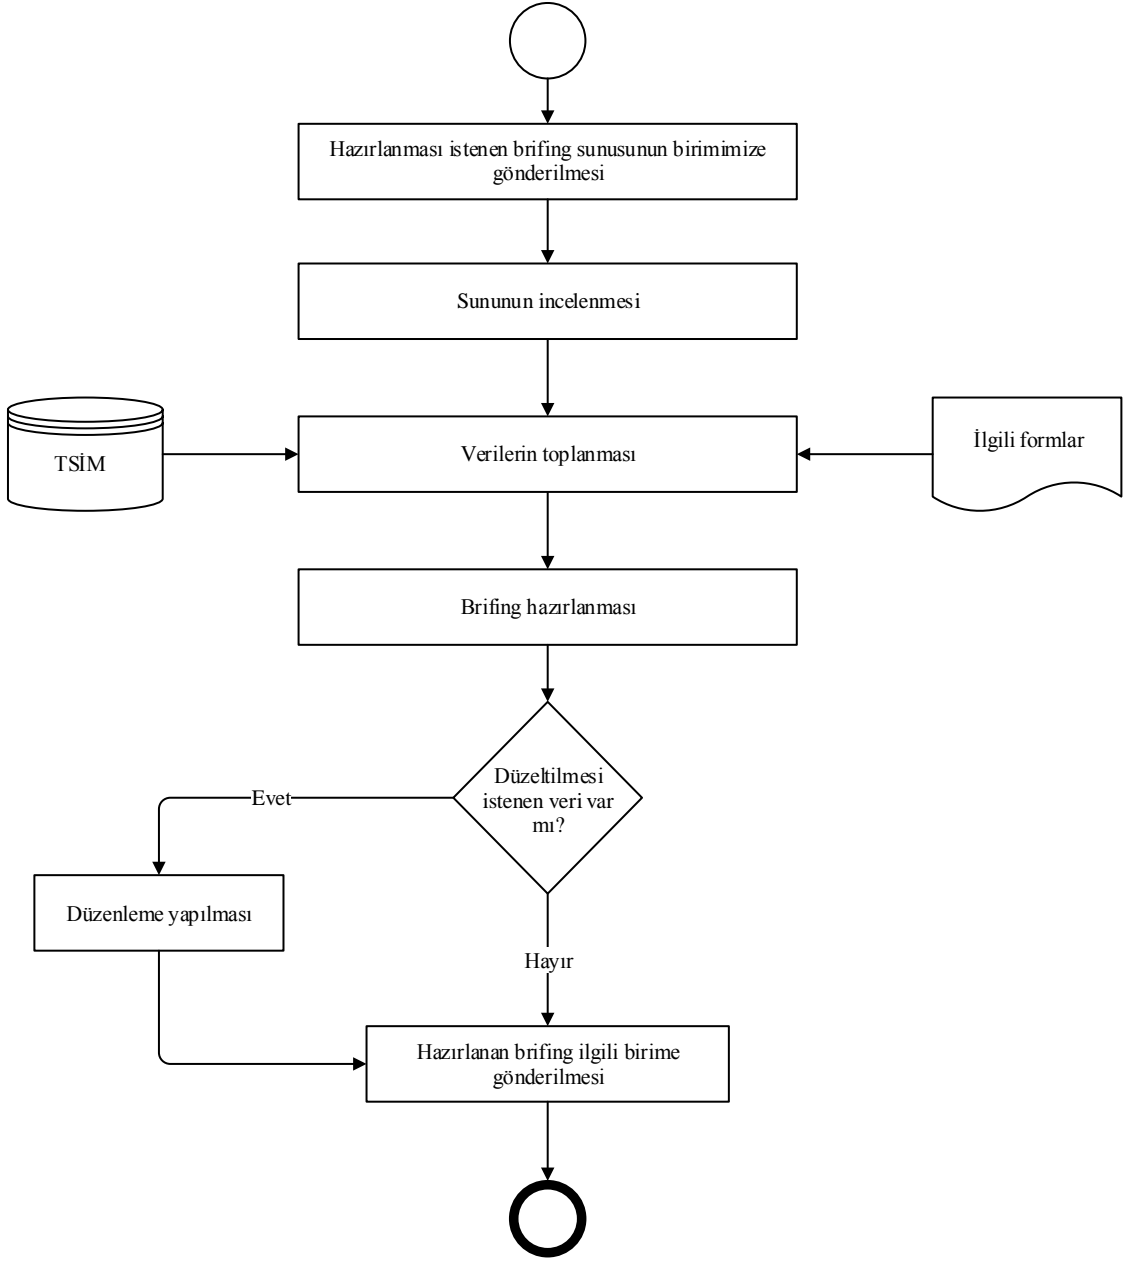 Hazırlanması istenen brifing sunusunun birimimize
gönderilmesi
Sununun incelenmesi
TSİM
Verilerin toplanması
İlgili formlar
Brifing hazırlanması
Düzeltilmesi
istenen veri var
mı?
Evet
Düzenleme yapılması
Hayır
Hazırlanan brifing ilgili birime
gönderilmesi